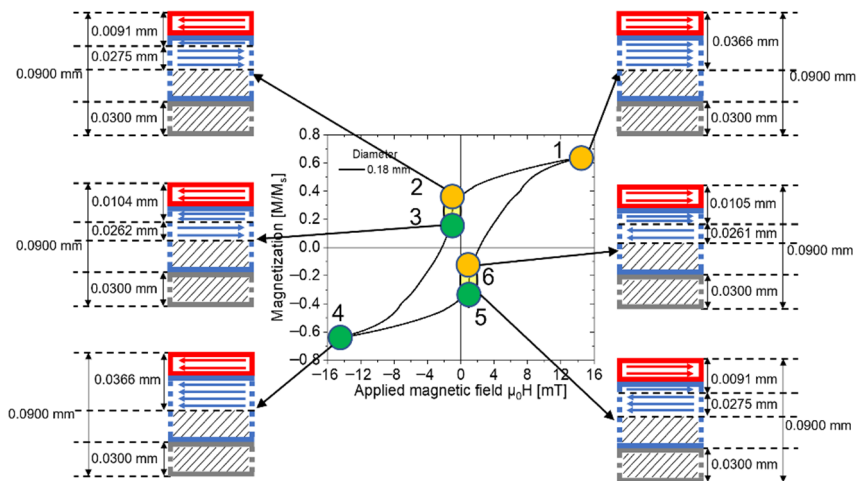 0.0091 mm
0.0275 mm
0.0900 mm
0.0300 mm
0.0366 mm
0.0900 mm
0.0300 mm
0.8
0.6
0.4
0.2
0.0
−0.2
−0.4
−0.6
−0.8
Magnetization [M/Mₛ]
Diameter
0.18 mm
1
2
3
4
5
6
−16 −12 −8 −4 0 4 8 12 16
Applied magnetic field μ₀H [mT]
0.0104 mm
0.0262 mm
0.0900 mm
0.0300 mm
0.0105 mm
0.0261 mm
0.0900 mm
0.0300 mm
0.0366 mm
0.0900 mm
0.0300 mm
0.0091 mm
0.0275 mm
0.0900 mm
0.0300 mm